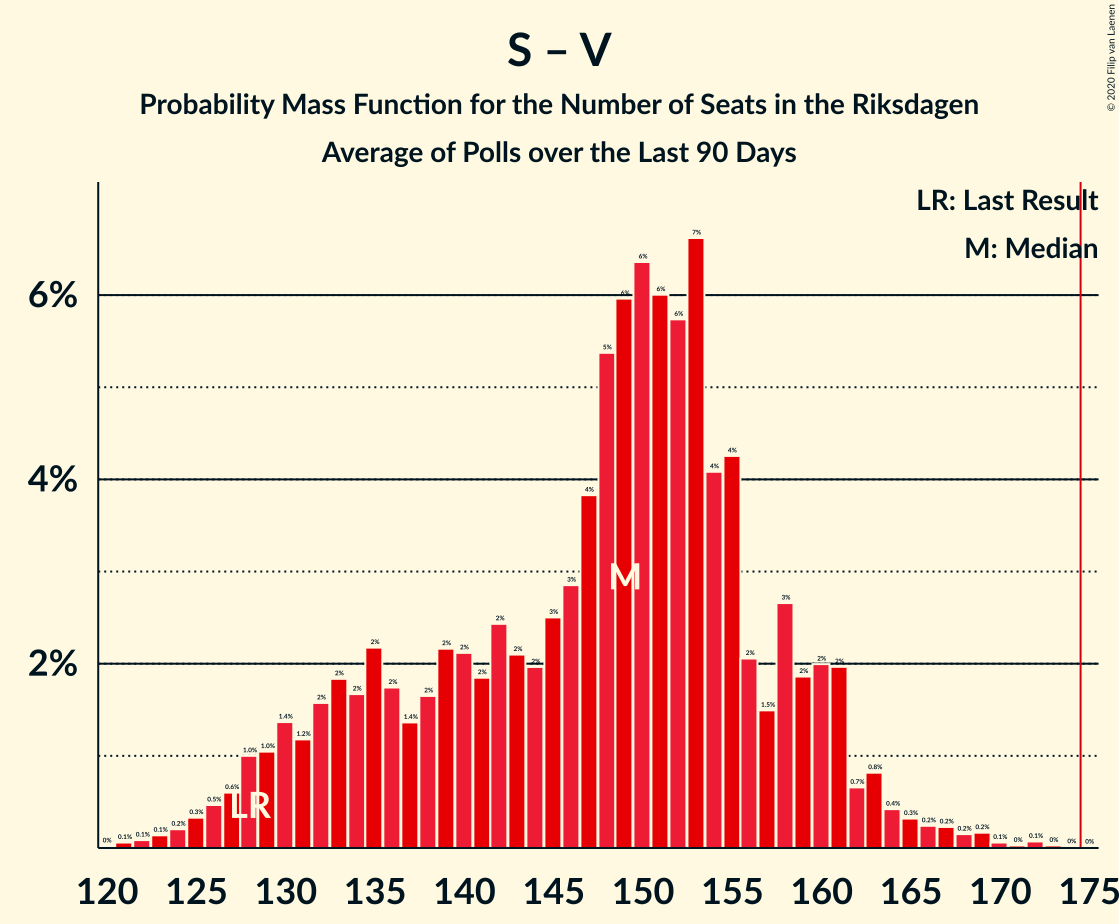 S – V
Probability Mass Function for the Number of Seats in the Riksdagen
Average of Polls over the Last 90 Days
© 2020 Filip van Laenen
LR: Last Result
M: Median
6%
4%
2%
0% 0.1% 0.1% 0.1% 0.2% 0.3% 0.5% 0.6% 1.0% 1.0% 1.4% 1.2% 2% 2% 2% 2% 2% 1.4% 2% 2% 2% 2% 2% 2% 2% 3% 3% 4% 5% 6% 6% 6% 6% 7% 4% 4% 2% 1.5% 3% 2% 2% 2% 0.7% 0.8% 0.4% 0.3% 0.2% 0.2% 0.2% 0.2% 0.1% 0% 0.1% 0% 0% 0%
M
LR
120 125 130 135 140 145 150 155 160 165 170 175